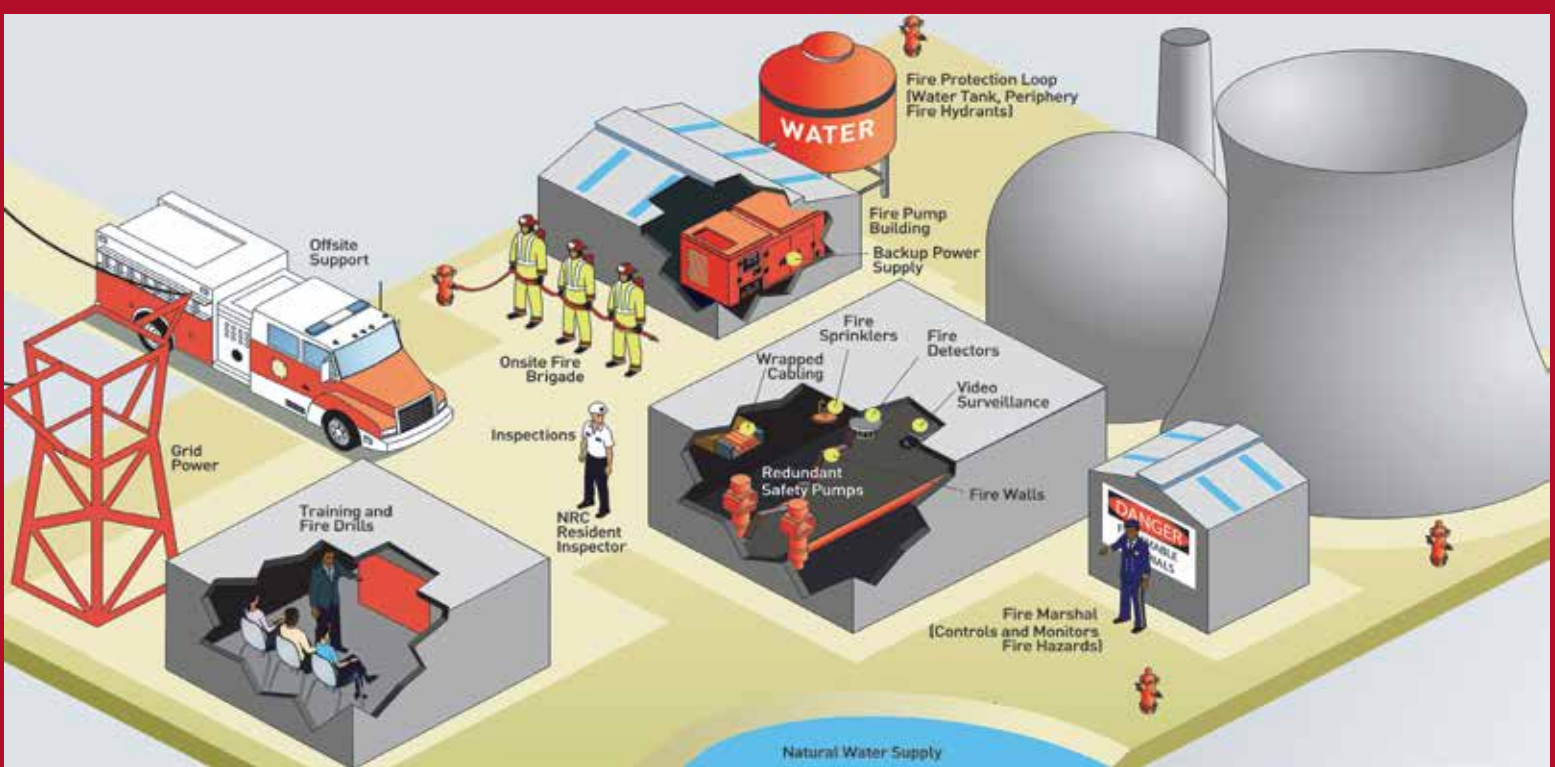 Fire Protection Loop
(Water Tank, Periphery
Fire Hydrants)
WATER
Fire Pump
Building
Backup Power
Supply
Offsite
Support
Onsite Fire
Brigade
Fire
Sprinklers
Fire
Detectors
Wrapped
Cabling
Video
Surveillance
Inspections
Grid
Power
Redundant
Safety Pumps
Fire Walls
Training and
Fire Drills
NRC
Resident
Inspector
DANGER
Fire Marshal
(Controls and Monitors
Fire Hazards)
Natural Water Supply